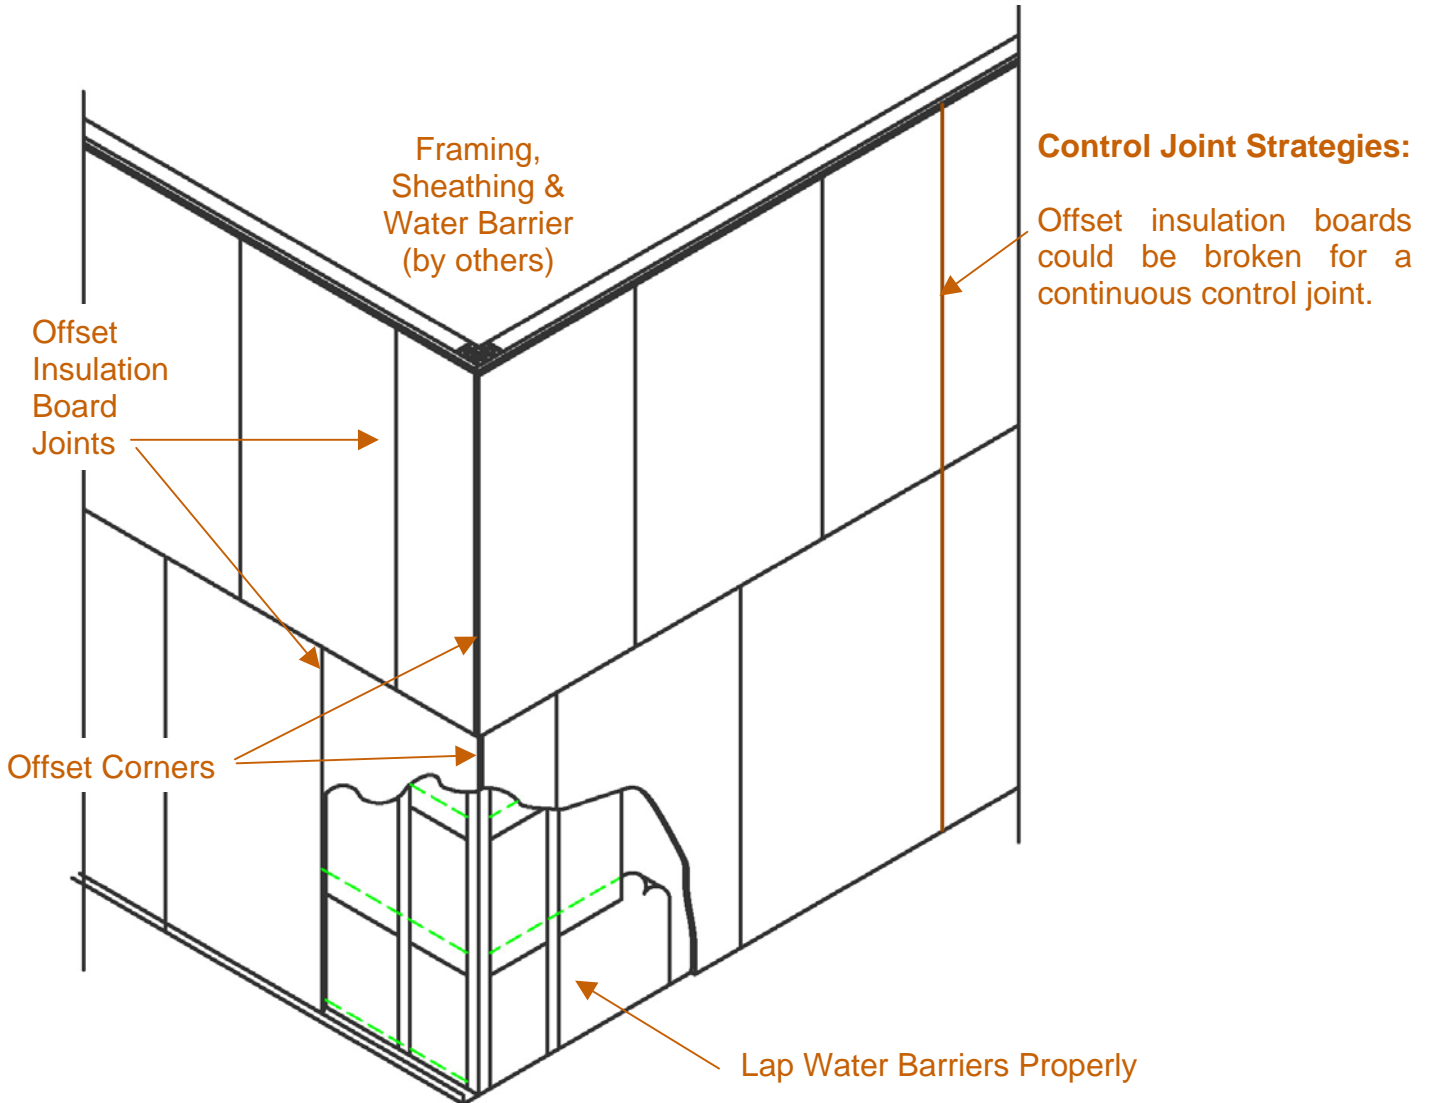 Framing,
Sheathing &
Water Barrier
(by others)
Control Joint Strategies:
Offset insulation boards
could be broken for a
continuous control joint.
Offset
Insulation
Board
Joints
Offset Corners
Lap Water Barriers Properly